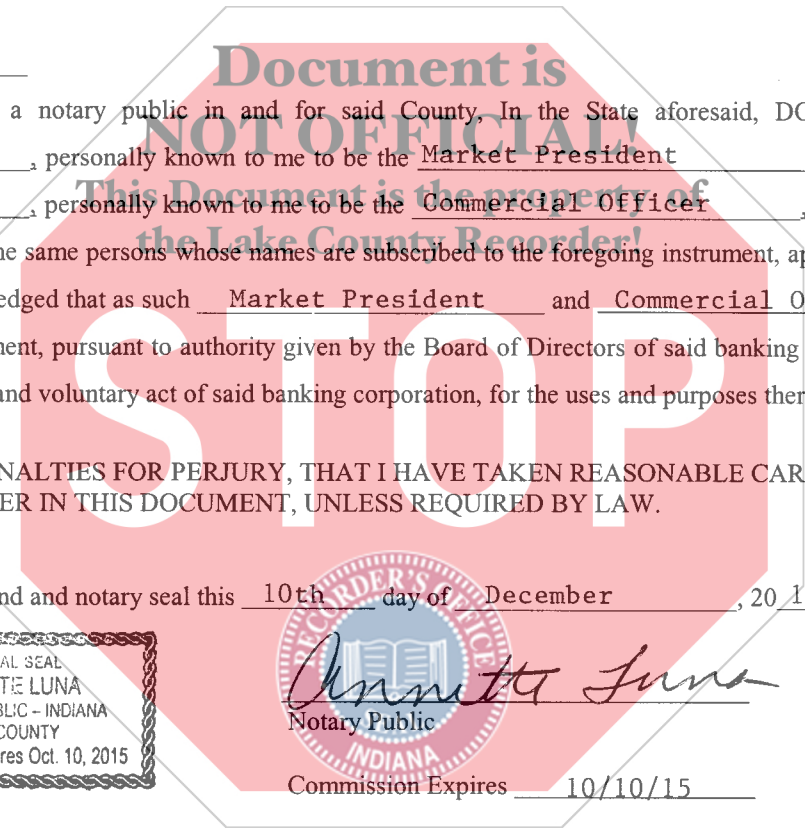 Document is
a notary public in and for said County, In the State aforesaid, DO
NOT OFFICIAL!
, personally known to me to be the Market President
This Document is the property of
, personally known to me to be the Commercial Officer,
the Lake County Recorder!
he same persons whose names are subscribed to the foregoing instrument, ap
edged that as such Market President and Commercial O
STOP
ent, pursuant to authority given by the Board of Directors of said banking
and voluntary act of said banking corporation, for the uses and purposes ther
NALTIES FOR PERJURY, THAT I HAVE TAKEN REASONABLE CAR
ER IN THIS DOCUMENT, UNLESS REQUIRED BY LAW.
nd and notary seal this 10th day of December, 20 1
RECORDER'S OFFICE
INDIANA
AL SEAL
TE LUNA
BLIC – INDIANA
COUNTY
res Oct. 10, 2015
Annette Luna
Notary Public
Commission Expires 10/10/15